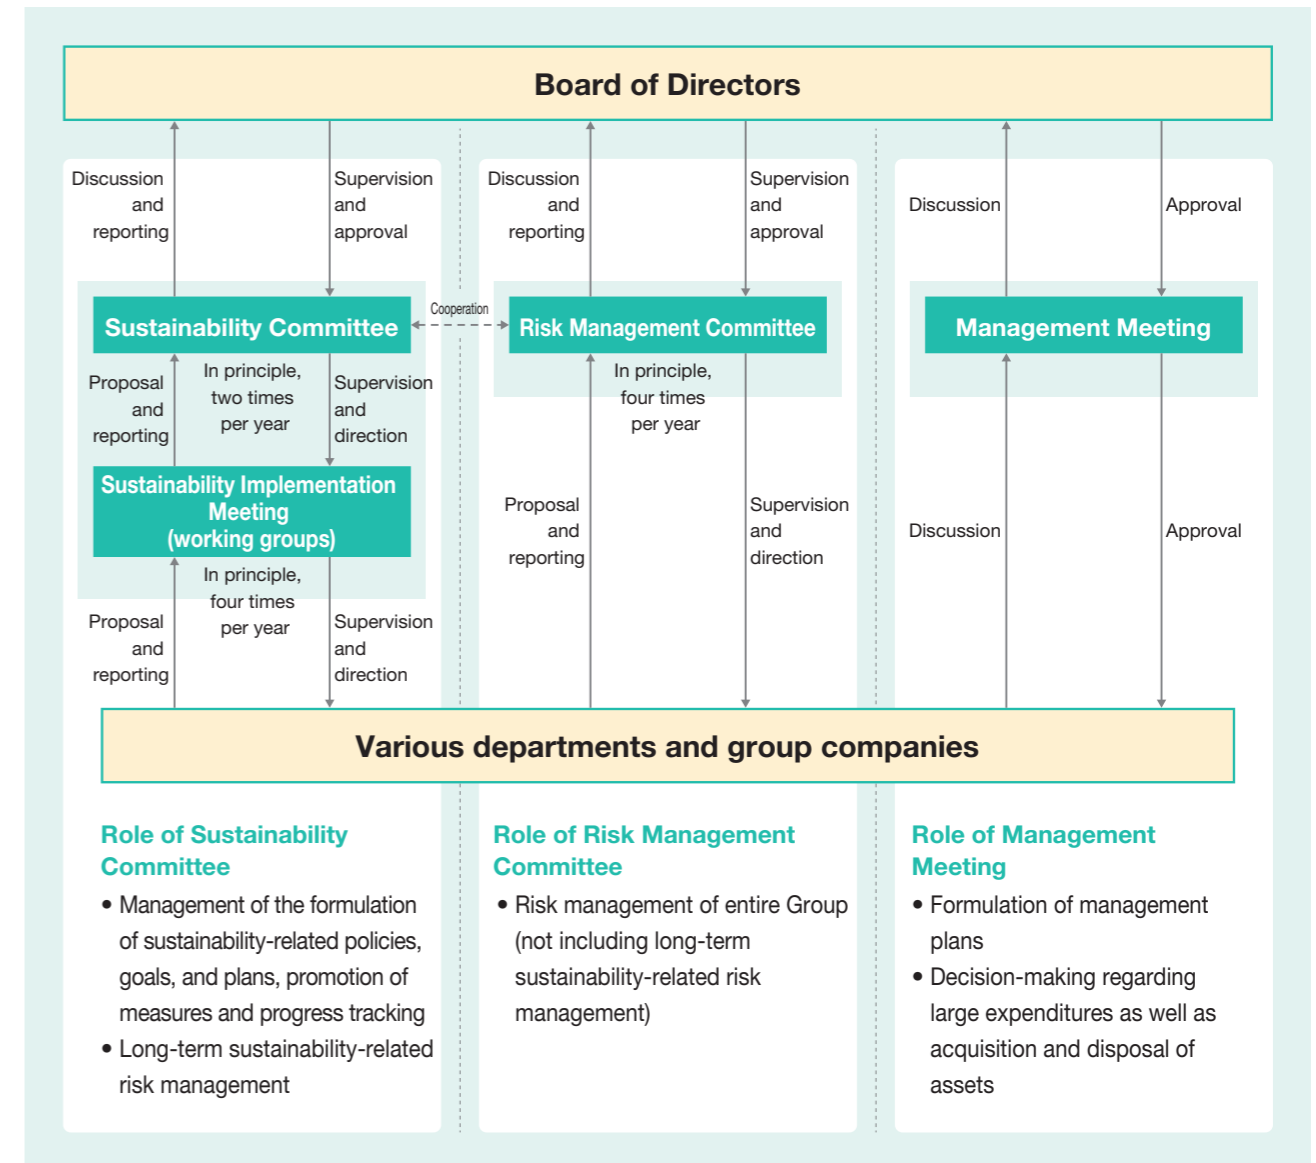 Board of Directors
Discussion
and
reporting
Supervision
and
approval
Discussion
and
reporting
Supervision
and
approval
Discussion
Approval
Sustainability Committee
Cooperation
Risk Management Committee
Management Meeting
Proposal
and
reporting
In principle,
two times
per year
Supervision
and
direction
In principle,
four times
per year
Sustainability Implementation
Meeting
(working groups)
Proposal
and
reporting
Supervision
and
direction
Discussion
Approval
Proposal
and
reporting
In principle,
four times
per year
Supervision
and
direction
Various departments and group companies
Role of Sustainability
Committee
• Management of the formulation
of sustainability-related policies,
goals, and plans, promotion of
measures and progress tracking
• Long-term sustainability-related
risk management
Role of Risk Management
Committee
• Risk management of entire Group
(not including long-term
sustainability-related risk
management)
Role of Management
Meeting
• Formulation of management
plans
• Decision-making regarding
large expenditures as well as
acquisition and disposal of
assets